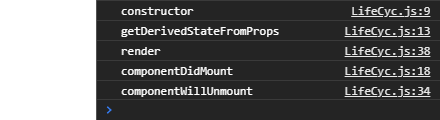 constructor LifeCyc.js:9
getDerivedStateFromProps LifeCyc.js:13
render LifeCyc.js:38
componentDidMount LifeCyc.js:18
componentWillUnmount LifeCyc.js:34
>